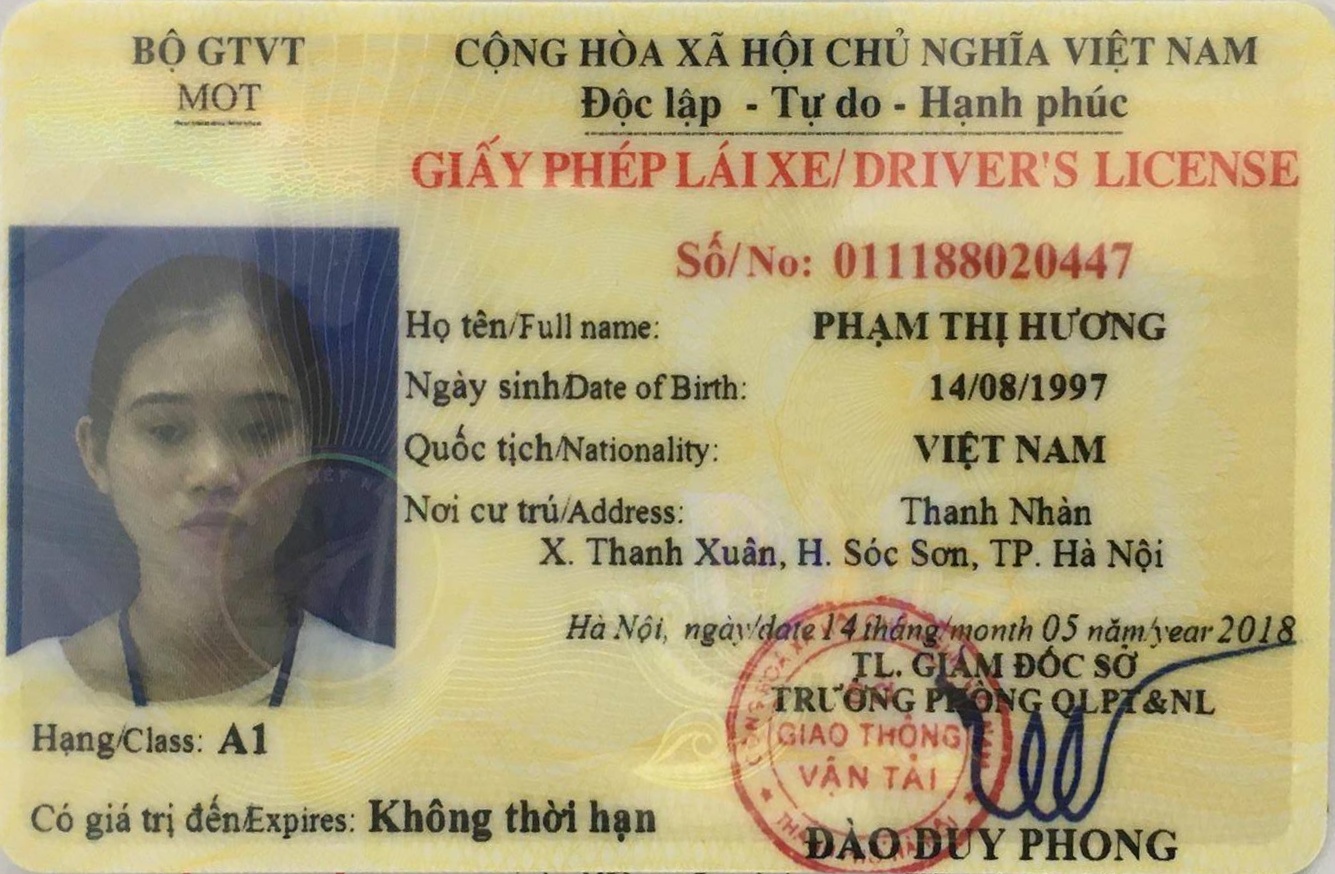 BỘ GTVT
MOT
CỘNG HÒA XÃ HỘI CHỦ NGHĨA VIỆT NAM
Độc lập - Tự do - Hạnh phúc
GIẤY PHÉP LÁI XE/DRIVER'S LICENSE
Số/No: 011188020447
Họ tên/Full name: PHẠM THỊ HƯƠNG
Ngày sinh/Date of Birth: 14/08/1997
Quốc tịch/Nationality: VIỆT NAM
Nơi cư trú/Address: Thanh Nhàn
X. Thanh Xuân, H. Sóc Sơn, TP. Hà Nội
Hà Nội, ngày/date 14 tháng/month 05 năm/year 2018
TL. GIÁM ĐỐC SỞ
TRƯỞNG PHÒNG QLPT&NL
GIAO THÔNG
VẬN TẢI
ĐÀO DUY PHONG
Hạng/Class: A1
Có giá trị đến/Expires: Không thời hạn